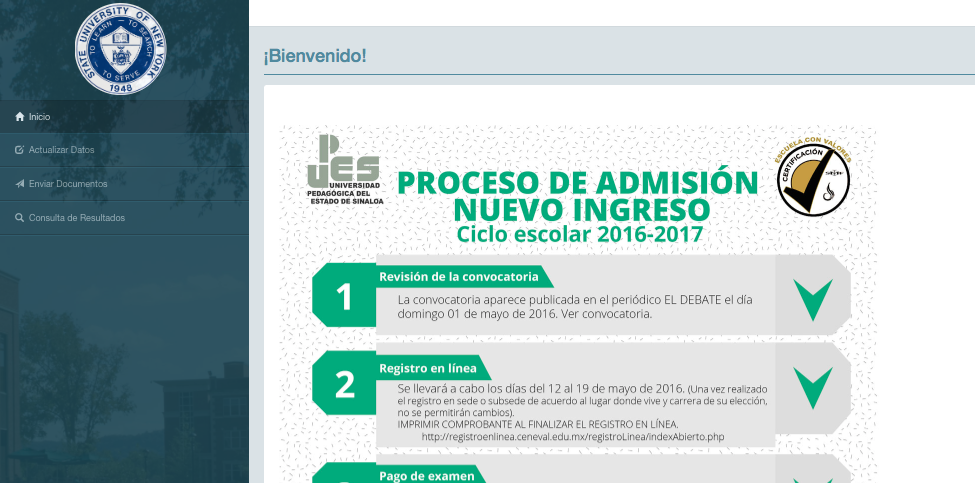 STATE UNIVERSITY OF NEW YORK
TO LEARN — TO SEARCH
TO SERVE
1948
Inicio
Actualizar Datos
Enviar Documentos
Consulta de Resultados
¡Bienvenido!
UPES
UNIVERSIDAD
PEDAGÓGICA DEL
ESTADO DE SINALOA
PROCESO DE ADMISIÓN
NUEVO INGRESO
Ciclo escolar 2016-2017
ESCUELA CON VALORES
CERTIFICACIÓN
1
Revisión de la convocatoria
La convocatoria aparece publicada en el periódico EL DEBATE el día
domingo 01 de mayo de 2016. Ver convocatoria.
2
Registro en línea
Se llevará a cabo los días del 12 al 19 de mayo de 2016. (Una vez realizado
el registro en sede o subsede de acuerdo al lugar donde vive y carrera de su elección,
no se permitirán cambios).
IMPRIMIR COMPROBANTE AL FINALIZAR EL REGISTRO EN LÍNEA.
http://registroenlinea.ceneval.edu.mx/registroLinea/indexAbierto.php
Pago de examen